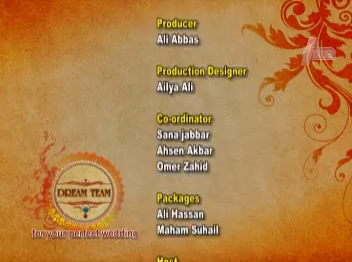 Producer
Ali Abbas
Production Designer
Ailya Ali
Co-ordinator
Sana jabbar
Ahsen Akbar
Omer Zahid
Packages
Ali Hassan
Maham Suhail
Host
DREAM TEAM
for your perfect wedding